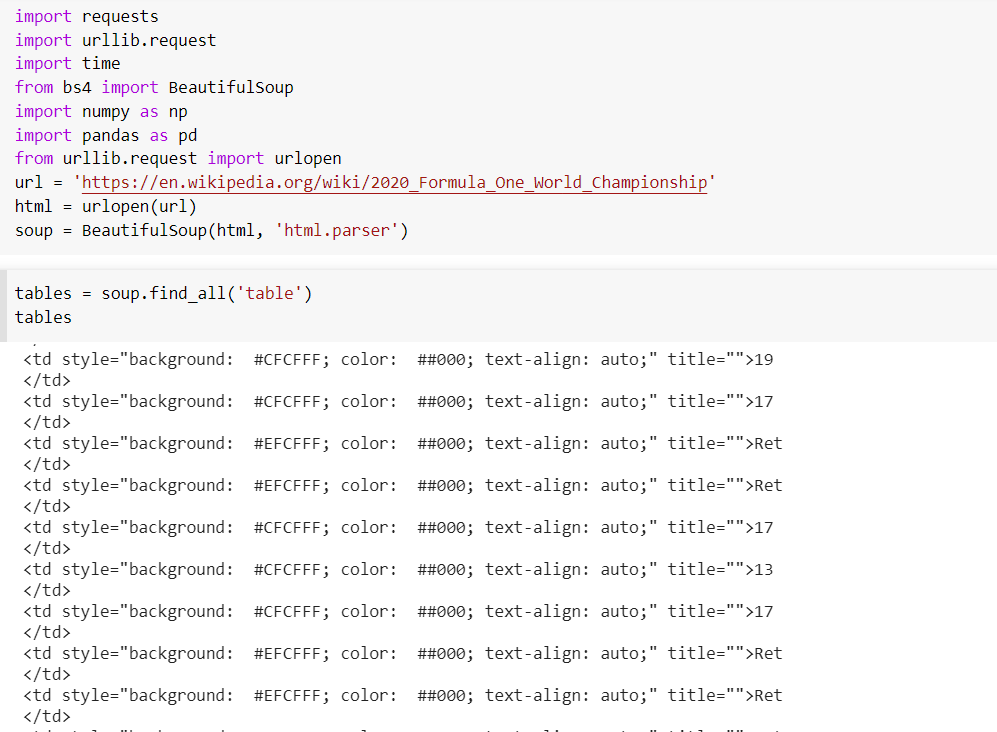 import requests
import urllib.request
import time
from bs4 import BeautifulSoup
import numpy as np
import pandas as pd
from urllib.request import urlopen
url = 'https://en.wikipedia.org/wiki/2020_Formula_One_World_Championship'
html = urlopen(url)
soup = BeautifulSoup(html, 'html.parser')
tables = soup.find_all('table')
tables
<td style="background:  #CFCFFF; color:  ##000; text-align: auto;" title="">19
</td>
<td style="background:  #CFCFFF; color:  ##000; text-align: auto;" title="">17
</td>
<td style="background:  #EFCFFF; color:  ##000; text-align: auto;" title="">Ret
</td>
<td style="background:  #EFCFFF; color:  ##000; text-align: auto;" title="">Ret
</td>
<td style="background:  #CFCFFF; color:  ##000; text-align: auto;" title="">17
</td>
<td style="background:  #CFCFFF; color:  ##000; text-align: auto;" title="">13
</td>
<td style="background:  #CFCFFF; color:  ##000; text-align: auto;" title="">17
</td>
<td style="background:  #EFCFFF; color:  ##000; text-align: auto;" title="">Ret
</td>
<td style="background:  #EFCFFF; color:  ##000; text-align: auto;" title="">Ret
</td>